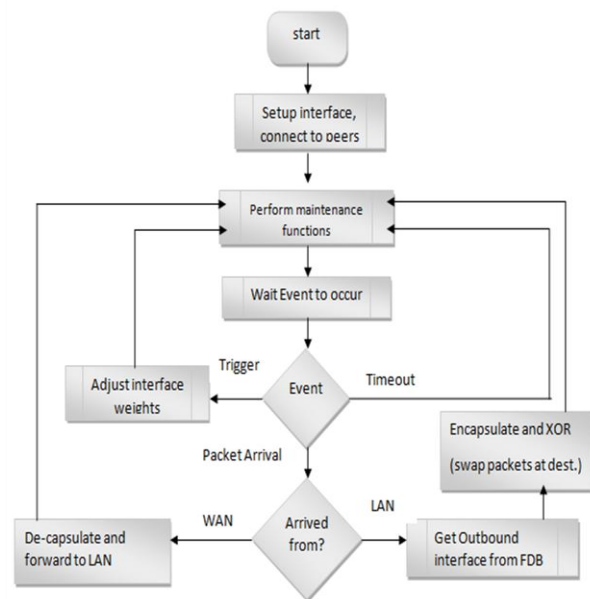 start
Setup interface,
connect to peers
Perform maintenance
functions
Wait Event to occur
Trigger
Event
Timeout
Adjust interface
weights
Encapsulate and XOR
(swap packets at dest.)
Packet Arrival
WAN
Arrived
from?
LAN
De-capsulate and
forward to LAN
Get Outbound
interface from FDB